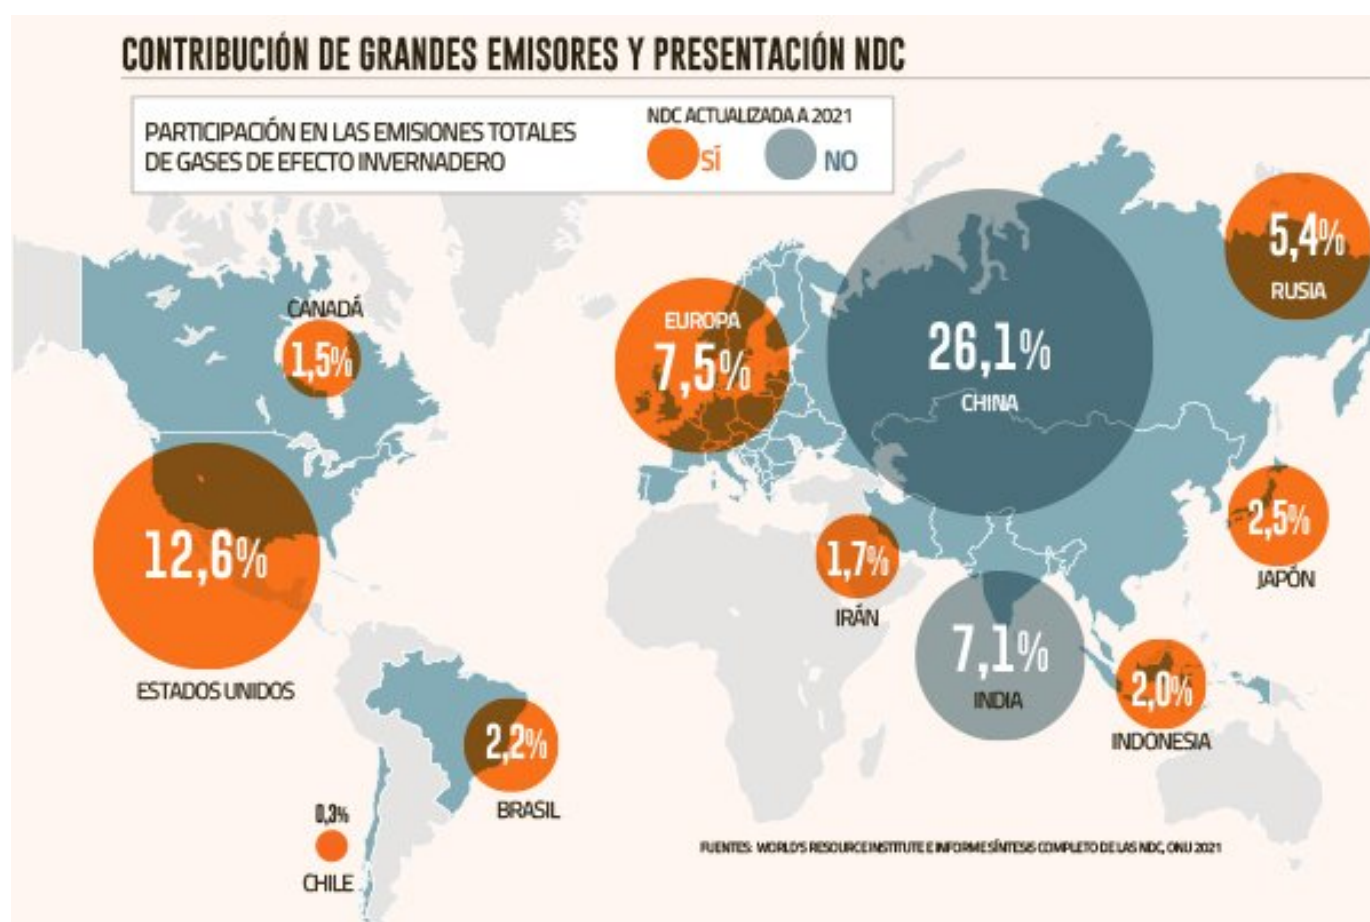 CONTRIBUCIÓN DE GRANDES EMISORES Y PRESENTACIÓN NDC
PARTICIPACIÓN EN LAS EMISIONES TOTALES
DE GASES DE EFECTO INVERNADERO
NDC ACTUALIZADA A 2021
SÍ
NO
5,4%
RUSIA
CANADÁ
1,5%
EUROPA
7,5%
26,1%
CHINA
12,6%
ESTADOS UNIDOS
2,5%
JAPÓN
1,7%
IRÁN
7,1%
INDIA
2,0%
INDONESIA
2,2%
BRASIL
0,3%
CHILE
FUENTES: WORLD'S RESOURCE INSTITUTE E INFORME SÍNTESIS COMPLETO DE LAS NDC, ONU 2021